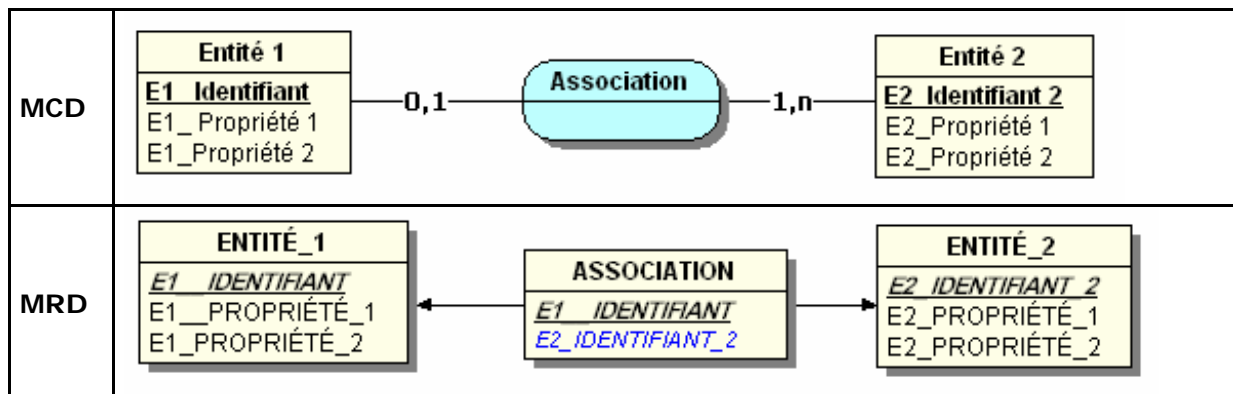 MCD
Entité 1
E1_Identifiant
E1_ Propriété 1
E1_Propriété 2
0,1
Association
1,n
Entité 2
E2_Identifiant 2
E2_Propriété 1
E2_Propriété 2
MRD
ENTITÉ_1
E1__IDENTIFIANT
E1__PROPRIÉTÉ_1
E1_PROPRIÉTÉ_2
ASSOCIATION
E1__IDENTIFIANT
E2_IDENTIFIANT_2
ENTITÉ_2
E2_IDENTIFIANT_2
E2_PROPRIÉTÉ_1
E2_PROPRIÉTÉ_2